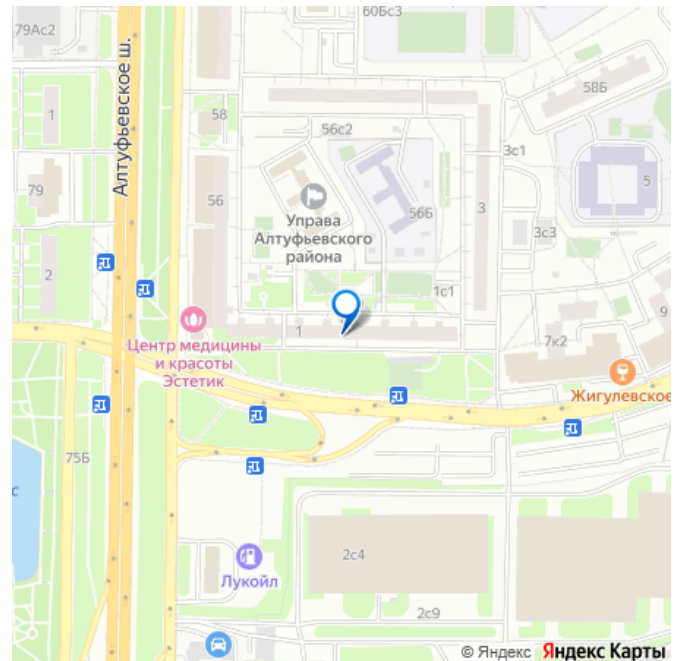 79Ас2
60Бс3
Алтуфьевское ш.
58Б
1
58
56с2
3с1
5
79
56
Управа
Алтуфьевского
района
56Б
3
3с3
2
1с1
9
1
7к2
Центр медицины
и красоты
Эстетик
Жигулевское
75Б
с
2с4
Лукойл
2с9
© Яндекс Яндекс Карты